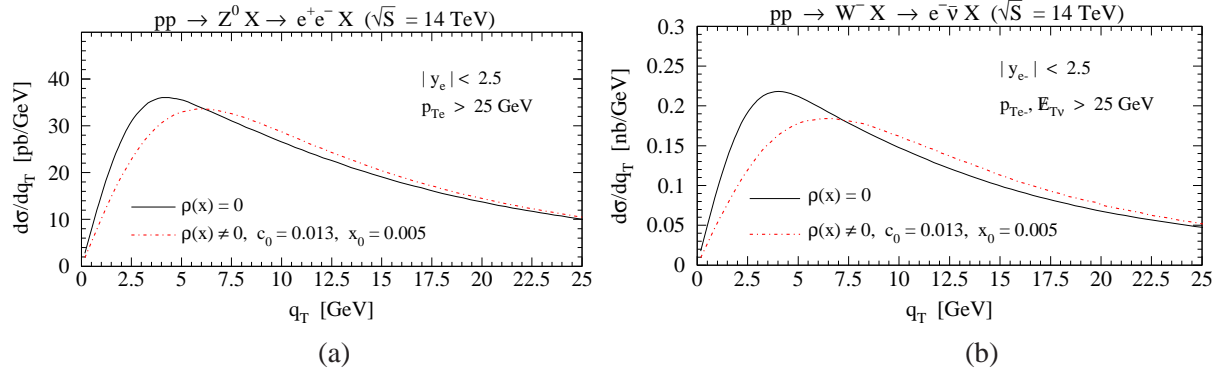 pp → Z⁰ X → e⁺e⁻ X (√S = 14 TeV)
dσ/dq_T [pb/GeV]
40
30
20
10
0
| y_e | < 2.5
p_Te > 25 GeV
ρ(x) = 0
ρ(x) ≠ 0, c₀ = 0.013, x₀ = 0.005
0 2.5 5 7.5 10 12.5 15 17.5 20 22.5 25
q_T [GeV]
(a)
pp → W⁻ X → e⁻ ν̄ X (√S = 14 TeV)
dσ/dq_T [nb/GeV]
0.3
0.25
0.2
0.15
0.1
0.05
0
| y_e- | < 2.5
p_Te-, E̸_Tν > 25 GeV
ρ(x) = 0
ρ(x) ≠ 0, c₀ = 0.013, x₀ = 0.005
0 2.5 5 7.5 10 12.5 15 17.5 20 22.5 25
q_T [GeV]
(b)